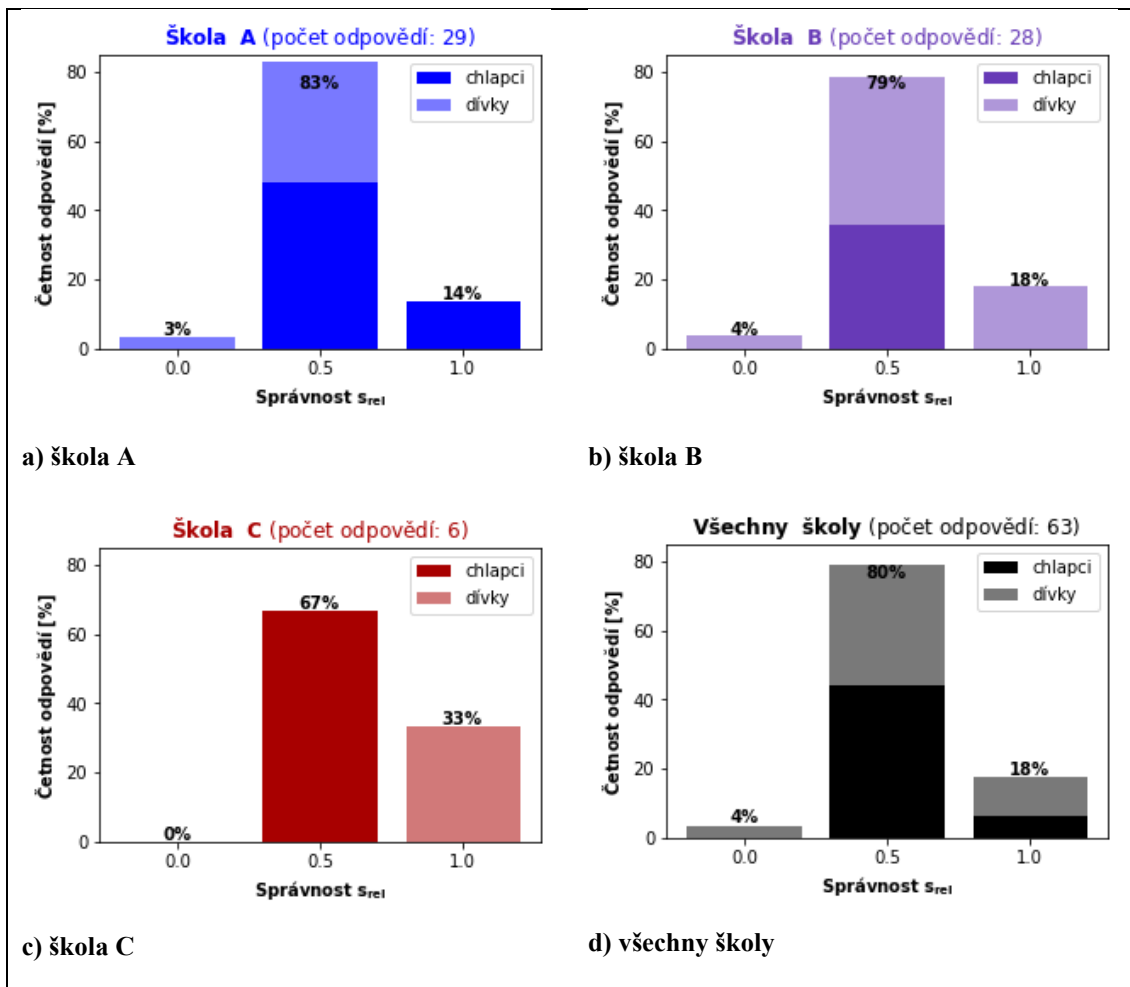 Škola A (počet odpovědí: 29)
Četnost odpovědí [%]
80
60
40
20
0
chlapci
dívky
3%
83%
14%
0.0
0.5
1.0
Správnost s_rel
a) škola A
Škola B (počet odpovědí: 28)
Četnost odpovědí [%]
80
60
40
20
0
chlapci
dívky
4%
79%
18%
0.0
0.5
1.0
Správnost s_rel
b) škola B
Škola C (počet odpovědí: 6)
Četnost odpovědí [%]
80
60
40
20
0
chlapci
dívky
0%
67%
33%
0.0
0.5
1.0
Správnost s_rel
c) škola C
Všechny školy (počet odpovědí: 63)
Četnost odpovědí [%]
80
60
40
20
0
chlapci
dívky
4%
80%
18%
0.0
0.5
1.0
Správnost s_rel
d) všechny školy